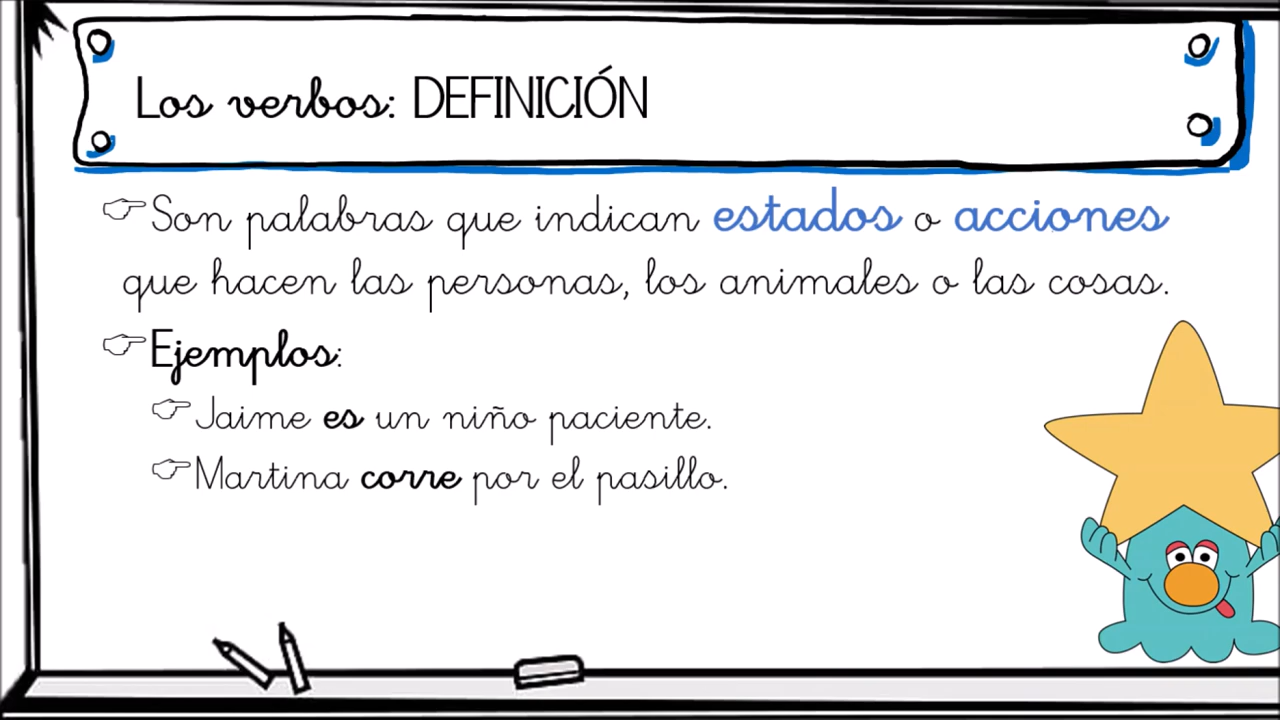 Los verbos: DEFINICIÓN
Son palabras que indican estados o acciones
que hacen las personas, los animales o las cosas.
Ejemplos:
Jaime es un niño paciente.
Martina corre por el pasillo.